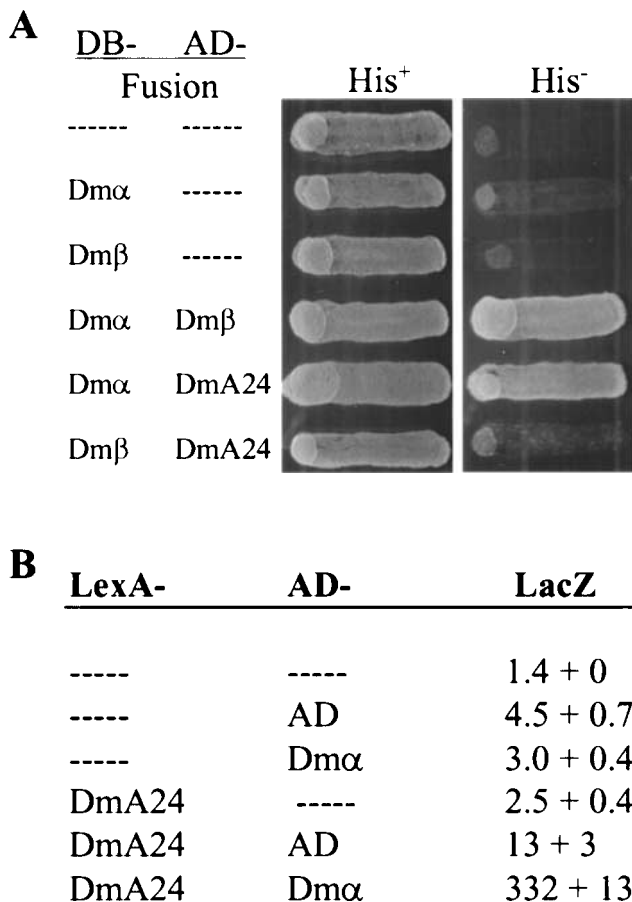 A
DB- AD-
Fusion
His+ His-
------ ------
Dmα ------
Dmβ ------
Dmα Dmβ
Dmα DmA24
Dmβ DmA24
B
LexA- AD- LacZ
----- ----- 1.4 + 0
----- AD 4.5 + 0.7
----- Dmα 3.0 + 0.4
DmA24 ----- 2.5 + 0.4
DmA24 AD 13 + 3
DmA24 Dmα 332 + 13